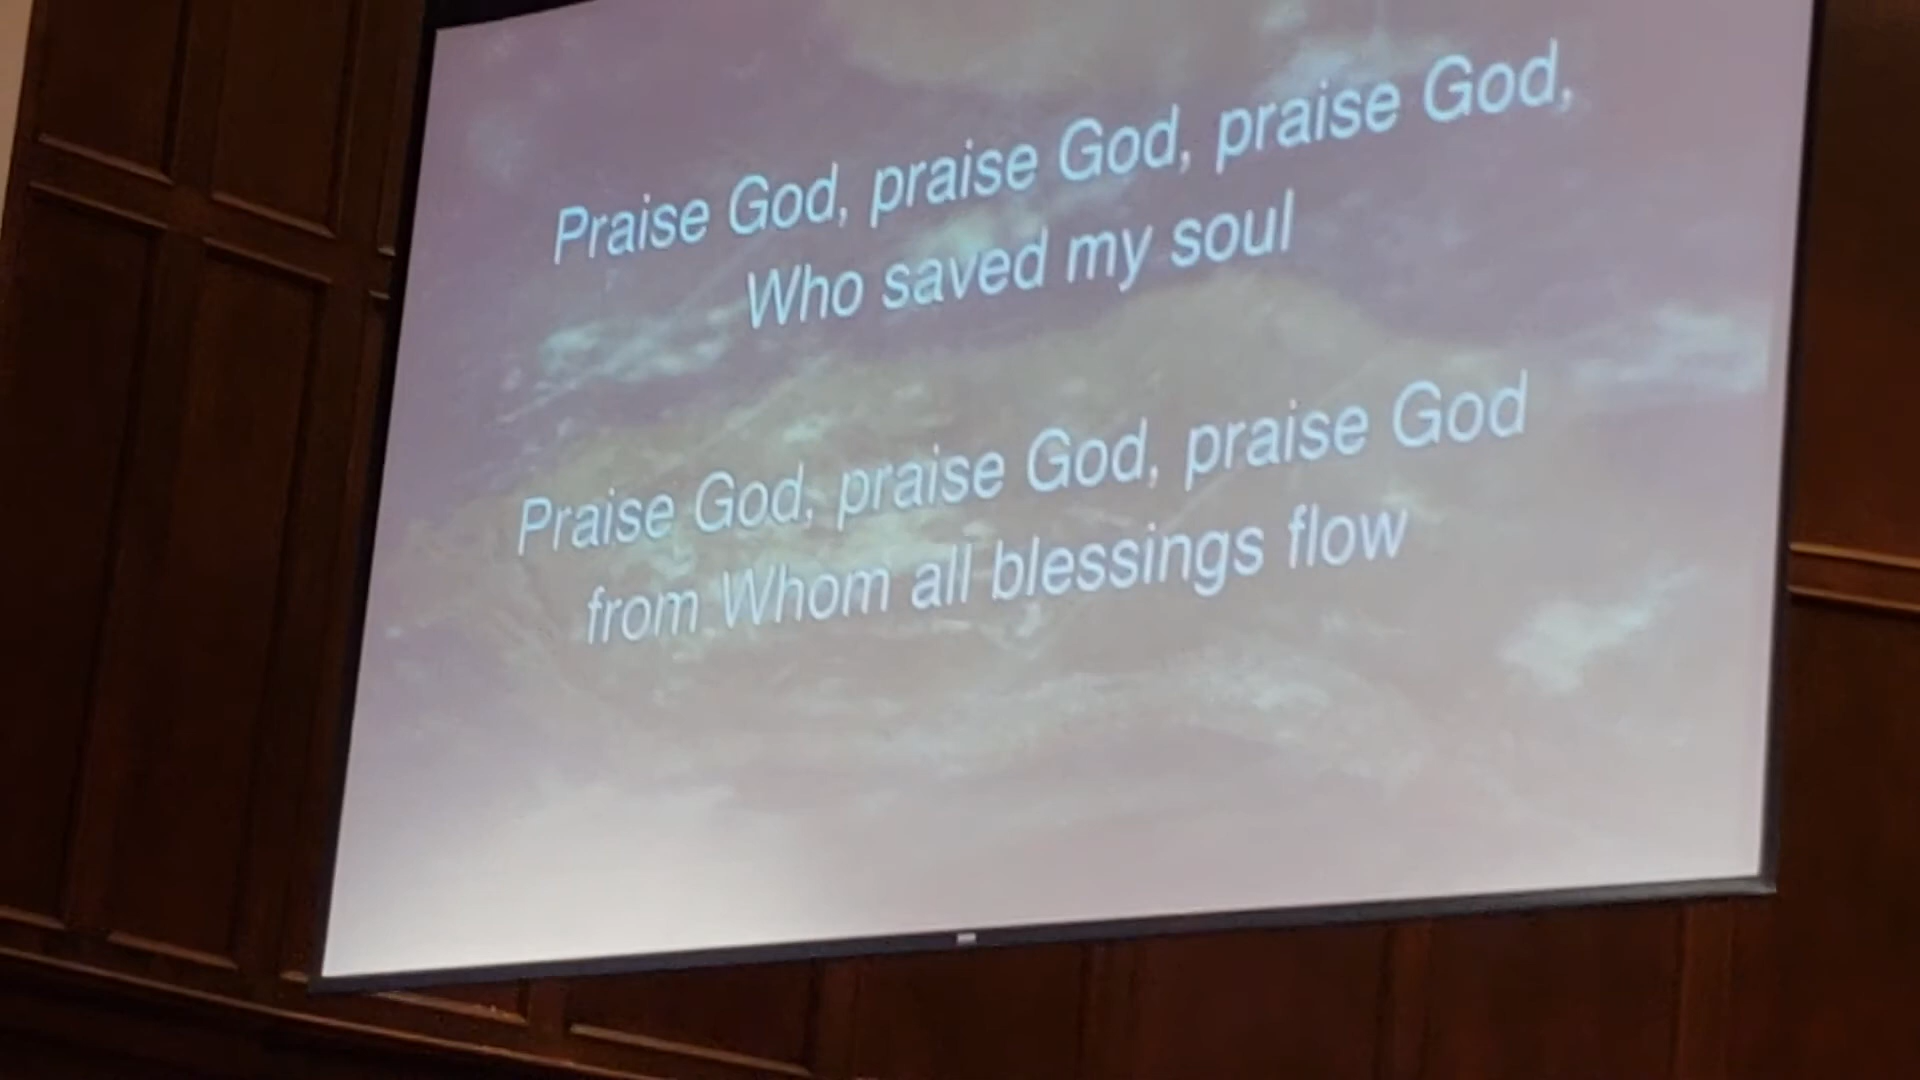 Praise God, praise God, praise God,
Who saved my soul
Praise God, praise God, praise God
from Whom all blessings flow